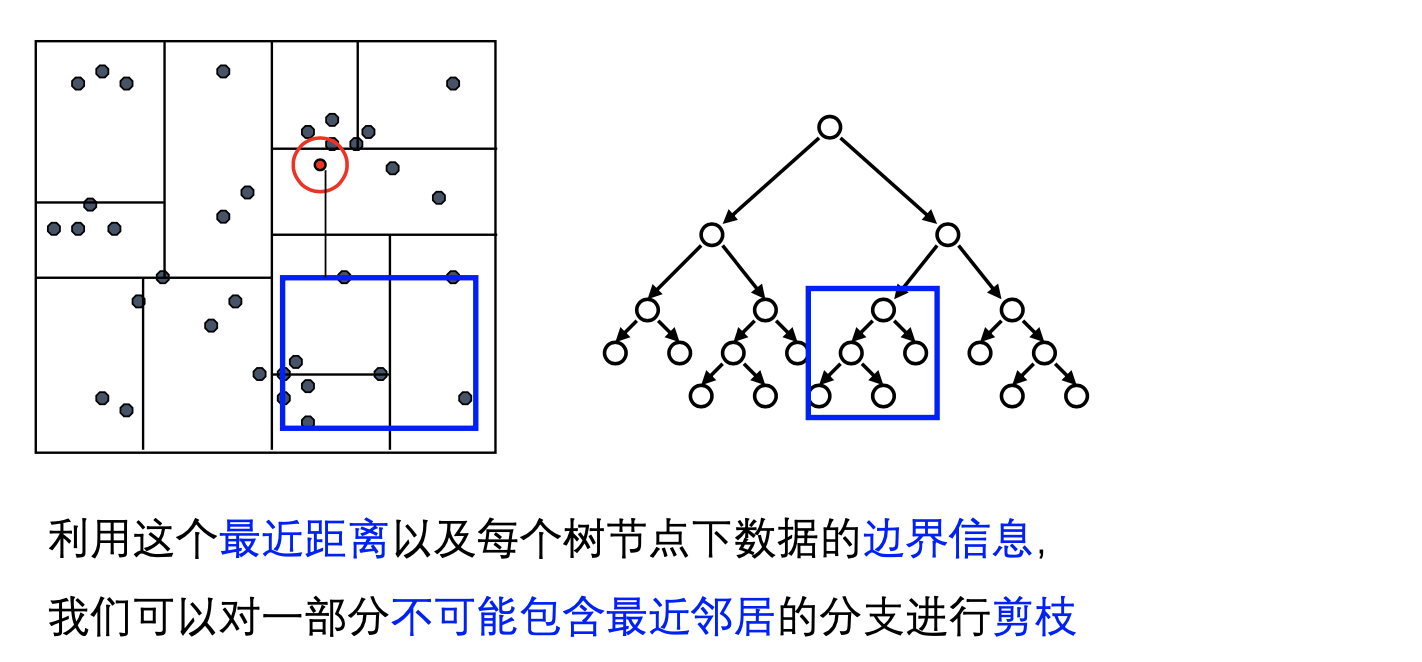 利用这个最近距离以及每个树节点下数据的边界信息,
我们可以对一部分不可能包含最近邻居的分支进行剪枝